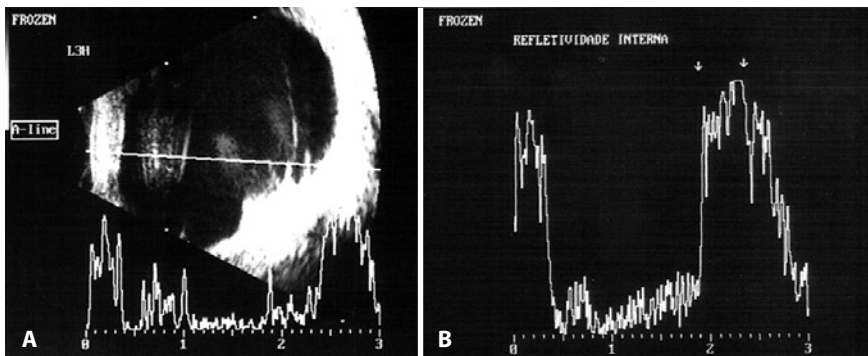 FROZEN
L3H
A-line
A
0 1 2 3
FROZEN
REFLETIVIDADE INTERNA
B
0 1 2 3